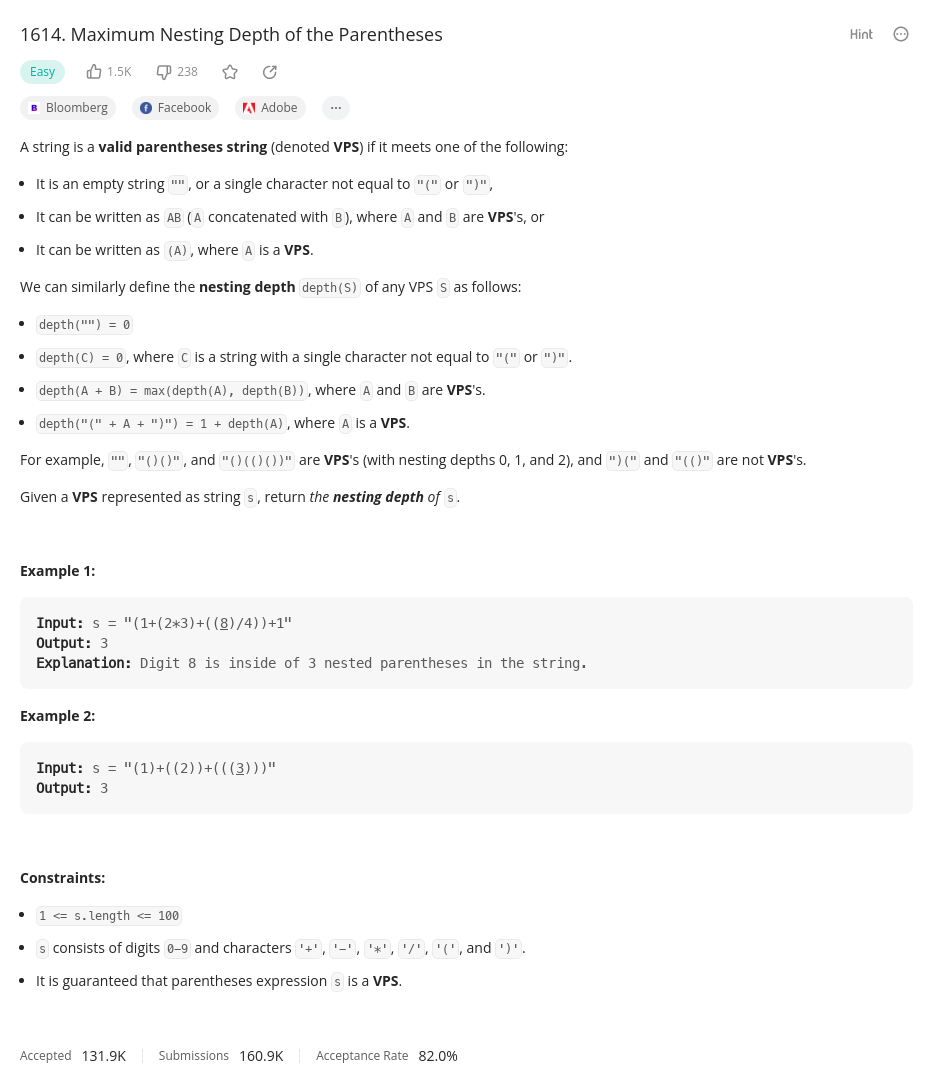 1614. Maximum Nesting Depth of the Parentheses
Hint
Easy 1.5K 238
Bloomberg Facebook Adobe ...
A string is a valid parentheses string (denoted VPS) if it meets one of the following:
• It is an empty string "", or a single character not equal to "(" or ")",
• It can be written as AB (A concatenated with B), where A and B are VPS's, or
• It can be written as (A), where A is a VPS.
We can similarly define the nesting depth depth(S) of any VPS S as follows:
• depth("") = 0
• depth(C) = 0, where C is a string with a single character not equal to "(" or ")".
• depth(A + B) = max(depth(A), depth(B)), where A and B are VPS's.
• depth("(" + A + ")") = 1 + depth(A), where A is a VPS.
For example, "", "()()", and "()(()())" are VPS's (with nesting depths 0, 1, and 2), and ")(" and "(()" are not VPS's.
Given a VPS represented as string s, return the nesting depth of s.
Example 1:
Input: s = "(1+(2*3)+((8)/4))+1"
Output: 3
Explanation: Digit 8 is inside of 3 nested parentheses in the string.
Example 2:
Input: s = "(1)+((2))+(((3)))"
Output: 3
Constraints:
• 1 <= s.length <= 100
• s consists of digits 0-9 and characters '+', '-', '*', '/', '(', and ')'.
• It is guaranteed that parentheses expression s is a VPS.
Accepted 131.9K Submissions 160.9K Acceptance Rate 82.0%